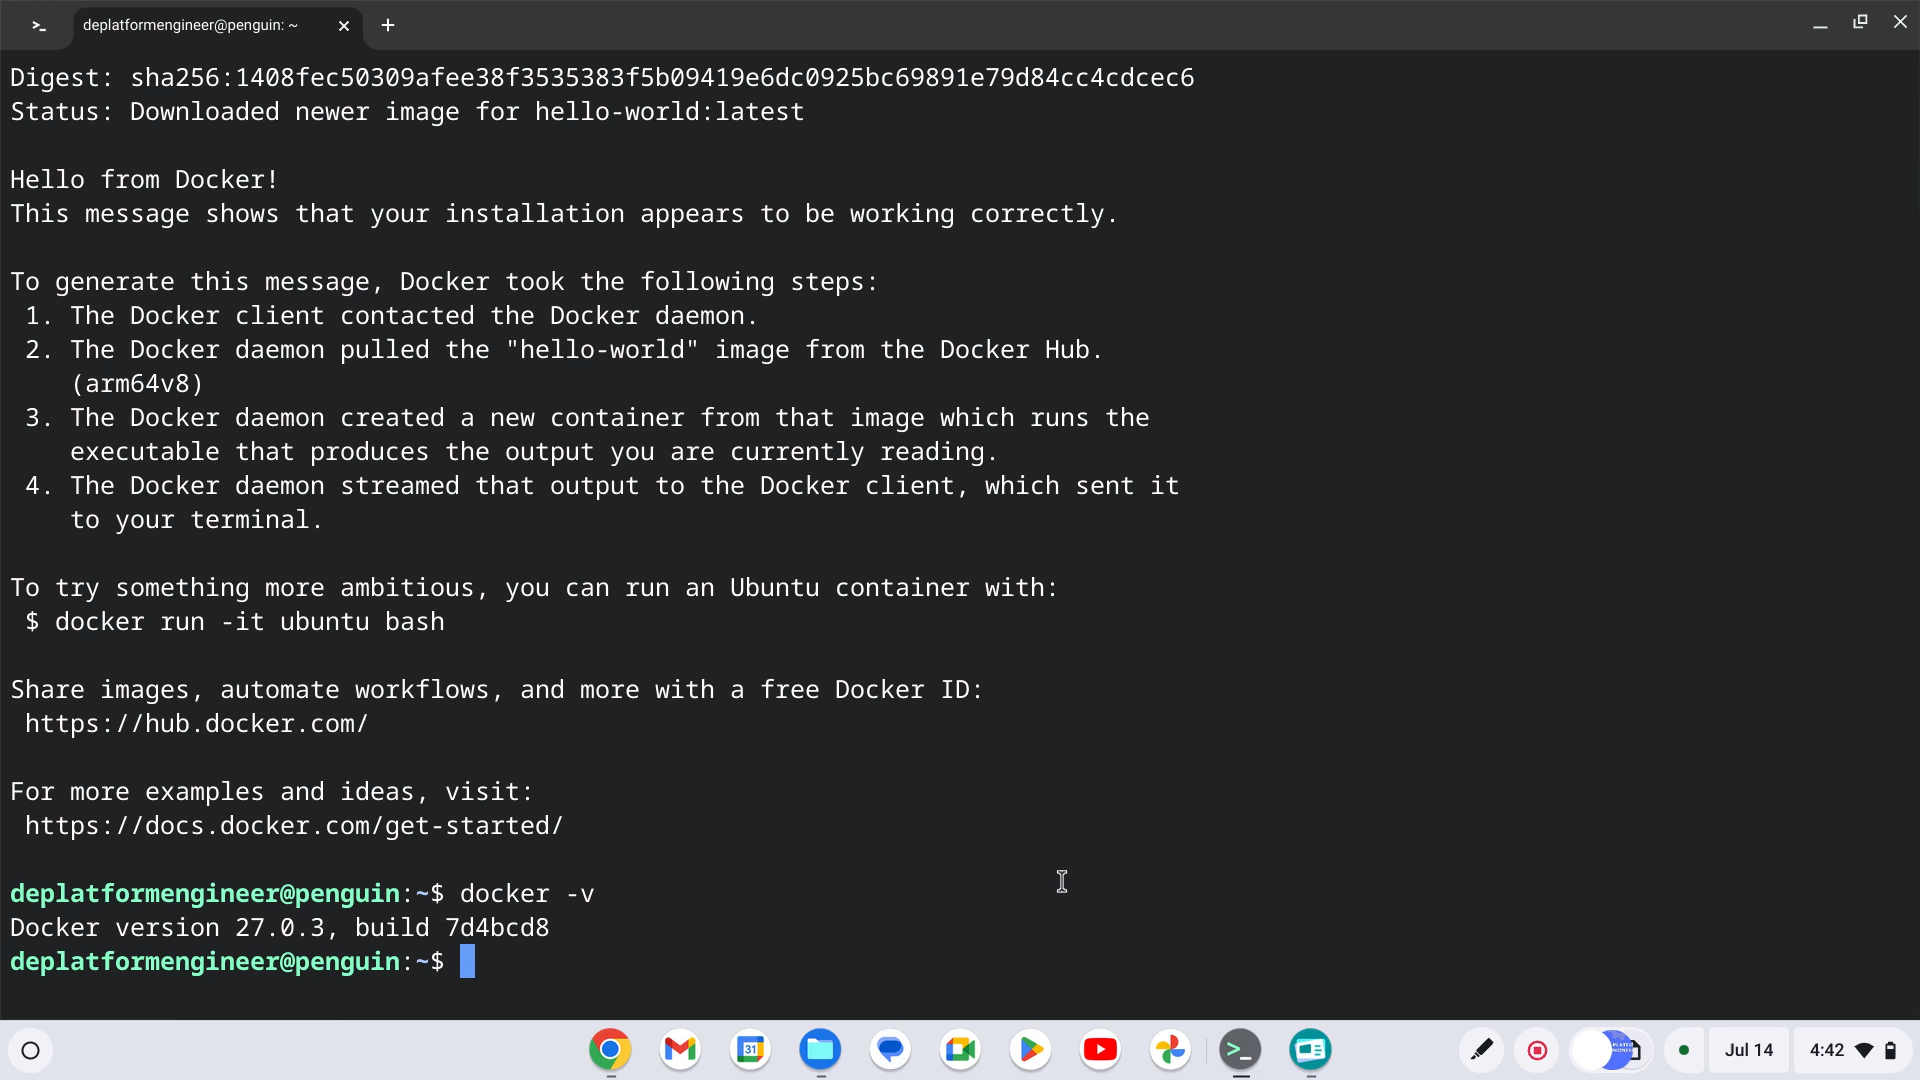 deplatformengineer@penguin: ~
Digest: sha256:1408fec50309afee38f3535383f5b09419e6dc0925bc69891e79d84cc4cdcec6
Status: Downloaded newer image for hello-world:latest
Hello from Docker!
This message shows that your installation appears to be working correctly.
To generate this message, Docker took the following steps:
1. The Docker client contacted the Docker daemon.
2. The Docker daemon pulled the "hello-world" image from the Docker Hub.
(arm64v8)
3. The Docker daemon created a new container from that image which runs the
executable that produces the output you are currently reading.
4. The Docker daemon streamed that output to the Docker client, which sent it
to your terminal.
To try something more ambitious, you can run an Ubuntu container with:
$ docker run -it ubuntu bash
Share images, automate workflows, and more with a free Docker ID:
https://hub.docker.com/
For more examples and ideas, visit:
https://docs.docker.com/get-started/
deplatformengineer@penguin:~$ docker -v
Docker version 27.0.3, build 7d4bcd8
deplatformengineer@penguin:~$
31
Jul 14
4:42